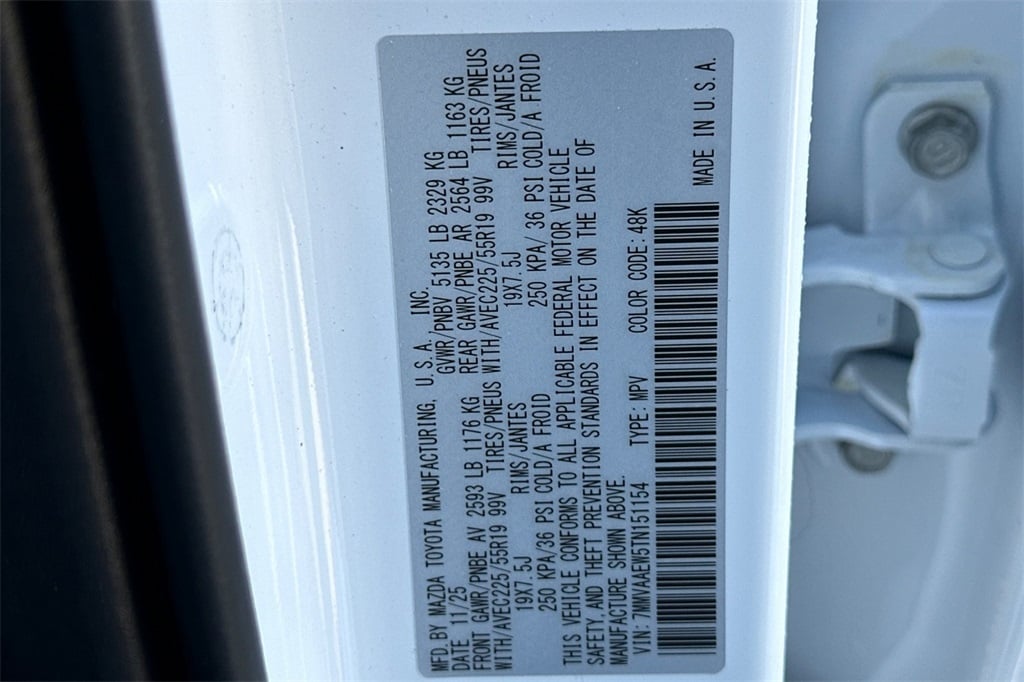 MFD. BY MAZDA TOYOTA MANUFACTURING, U.S.A. INC.
DATE 11/25 GVWR/PNBV 5135 LB 2329 KG
FRONT GAWR/PNBE AV 2593 LB 1176 KG REAR GAWR/PNBE AR 2564 LB 1163 KG
WITH/AVEC225/55R19 99V TIRES/PNEUS WITH/AVEC225/55R19 99V TIRES/PNEUS
19X7.5J RIMS/JANTES 19X7.5J RIMS/JANTES
250 KPA/36 PSI COLD/A FROID 250 KPA/ 36 PSI COLD/A FROID
THIS VEHICLE CONFORMS TO ALL APPLICABLE FEDERAL MOTOR VEHICLE
SAFETY, AND THEFT PREVENTION STANDARDS IN EFFECT ON THE DATE OF
MANUFACTURE SHOWN ABOVE.
VIN: 7MMVAAEW5TN151154 TYPE: MPV COLOR CODE: 48K
MADE IN U.S.A.